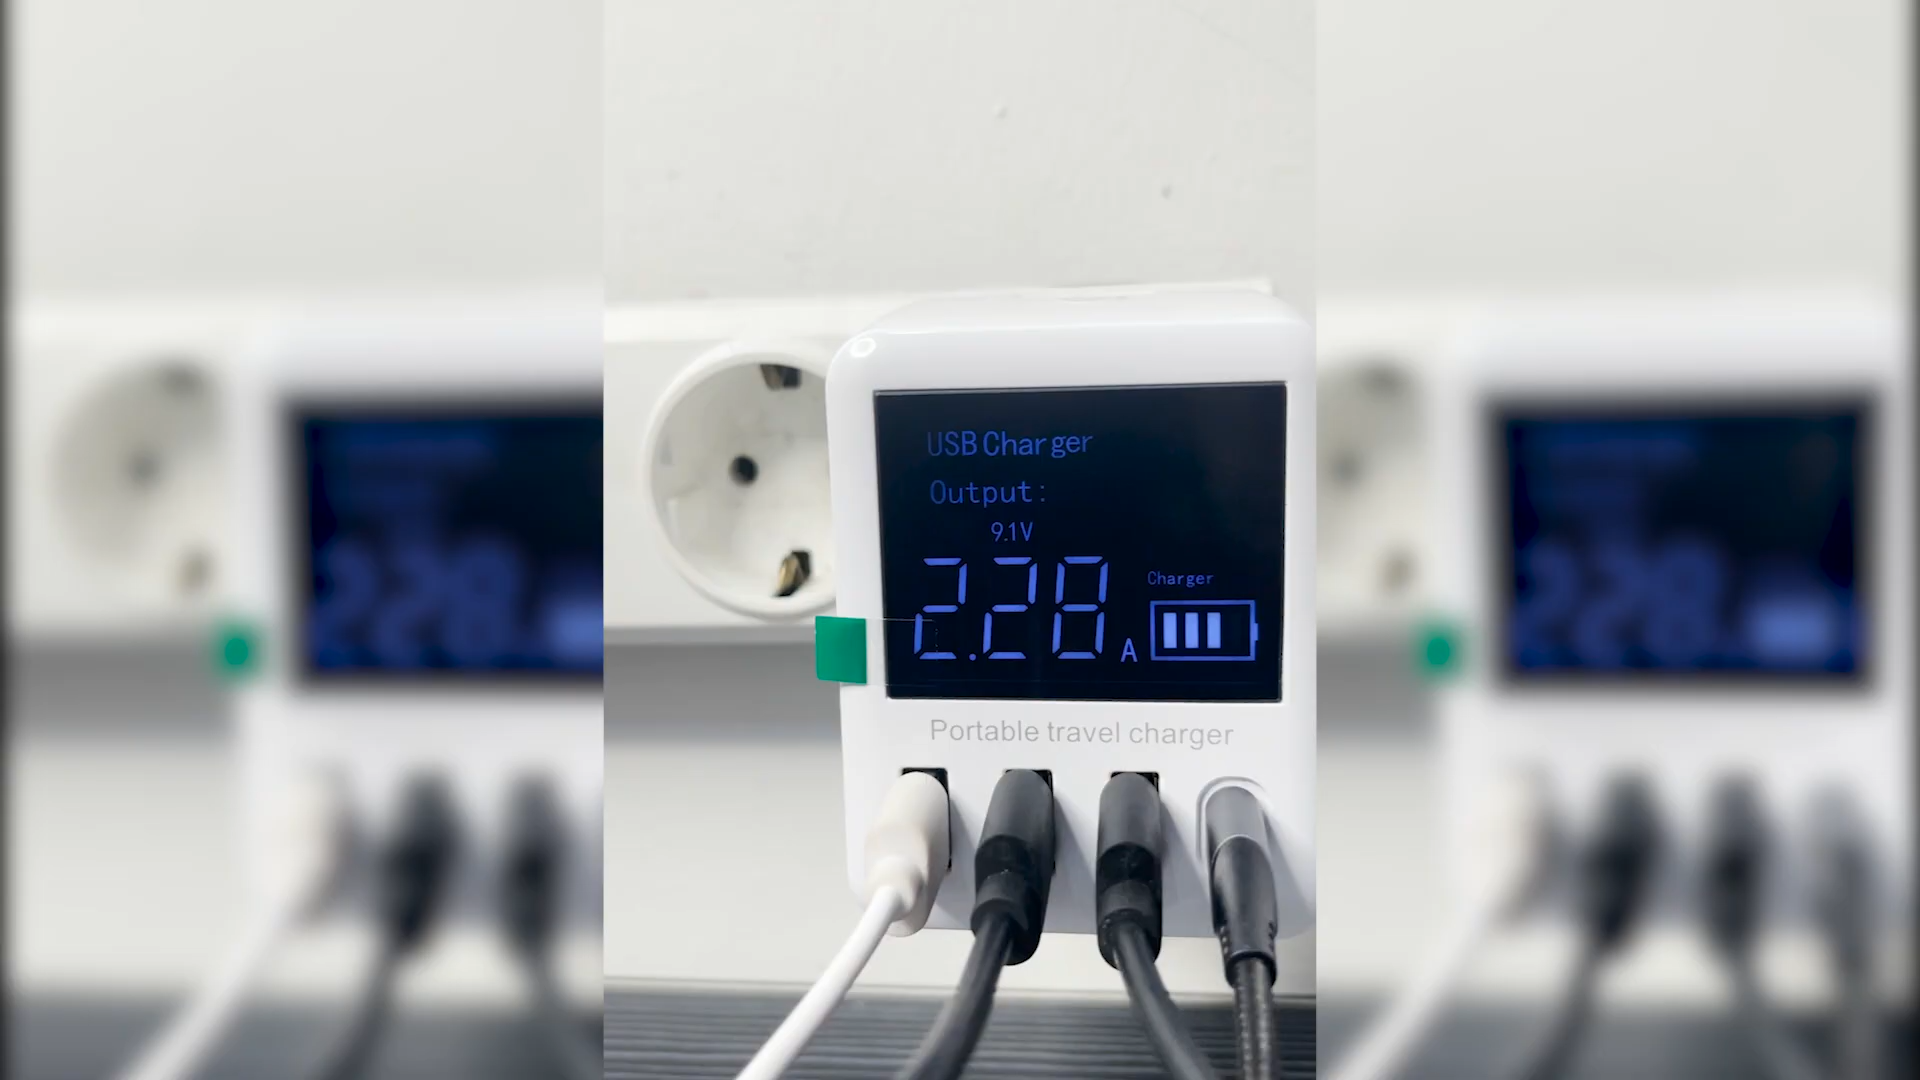 USB Charger
Output:
9.1V
2.28 A
Charger
Portable travel charger